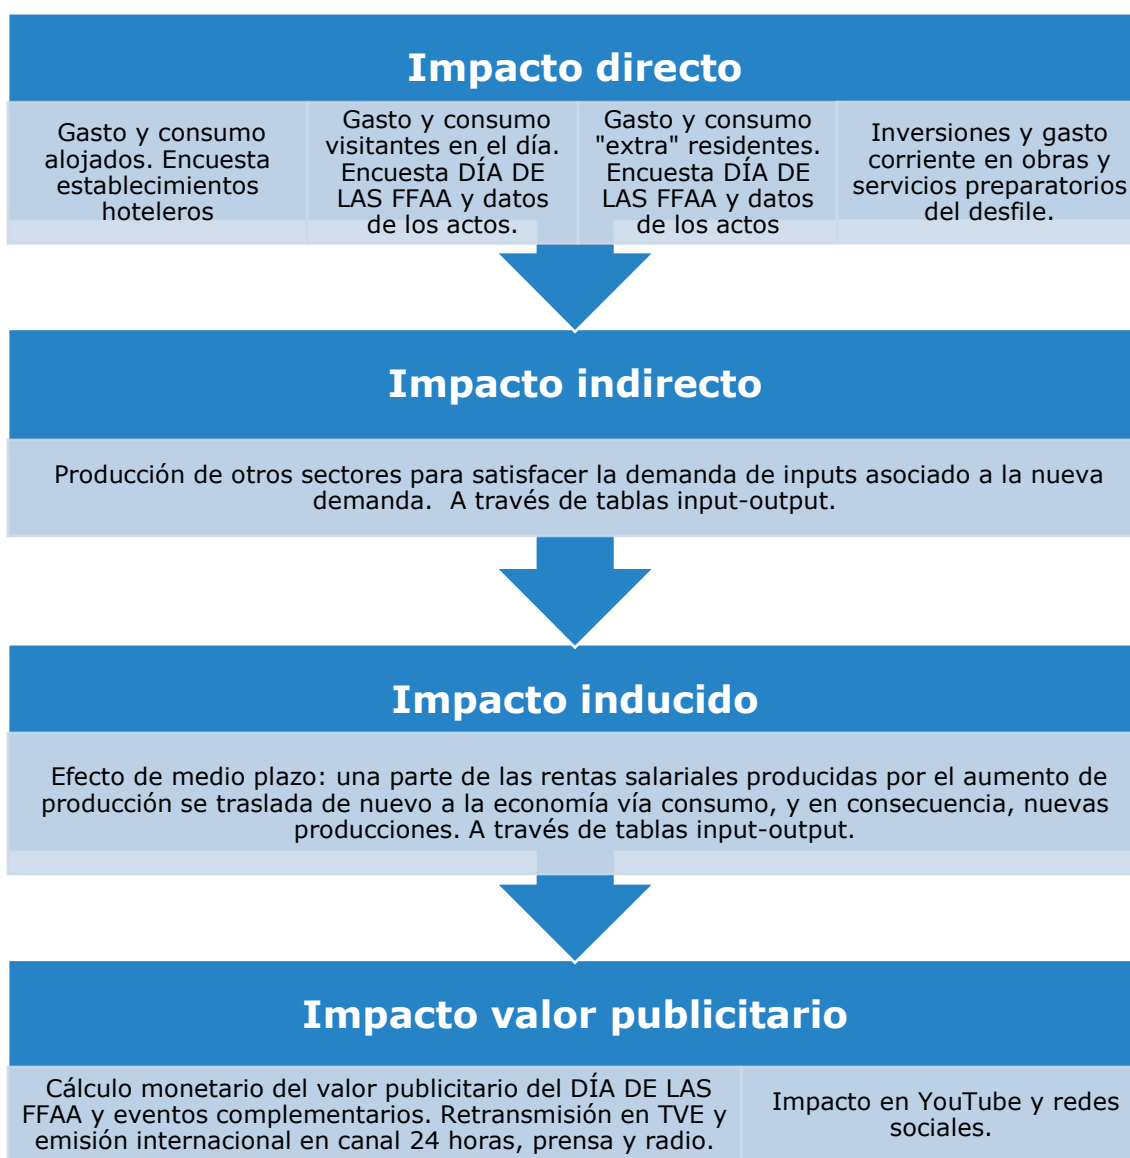 Impacto directo
Gasto y consumo
alojados. Encuesta
establecimientos
hoteleros
Gasto y consumo
visitantes en el día.
Encuesta DÍA DE
LAS FFAA y datos
de los actos.
Gasto y consumo
"extra" residentes.
Encuesta DÍA DE
LAS FFAA y datos
de los actos
Inversiones y gasto
corriente en obras y
servicios preparatorios
del desfile.
Impacto indirecto
Producción de otros sectores para satisfacer la demanda de inputs asociado a la nueva
demanda.  A través de tablas input-output.
Impacto inducido
Efecto de medio plazo: una parte de las rentas salariales producidas por el aumento de
producción se traslada de nuevo a la economía vía consumo, y en consecuencia, nuevas
producciones. A través de tablas input-output.
Impacto valor publicitario
Cálculo monetario del valor publicitario del DÍA DE LAS
FFAA y eventos complementarios. Retransmisión en TVE y
emisión internacional en canal 24 horas, prensa y radio.
Impacto en YouTube y redes
sociales.